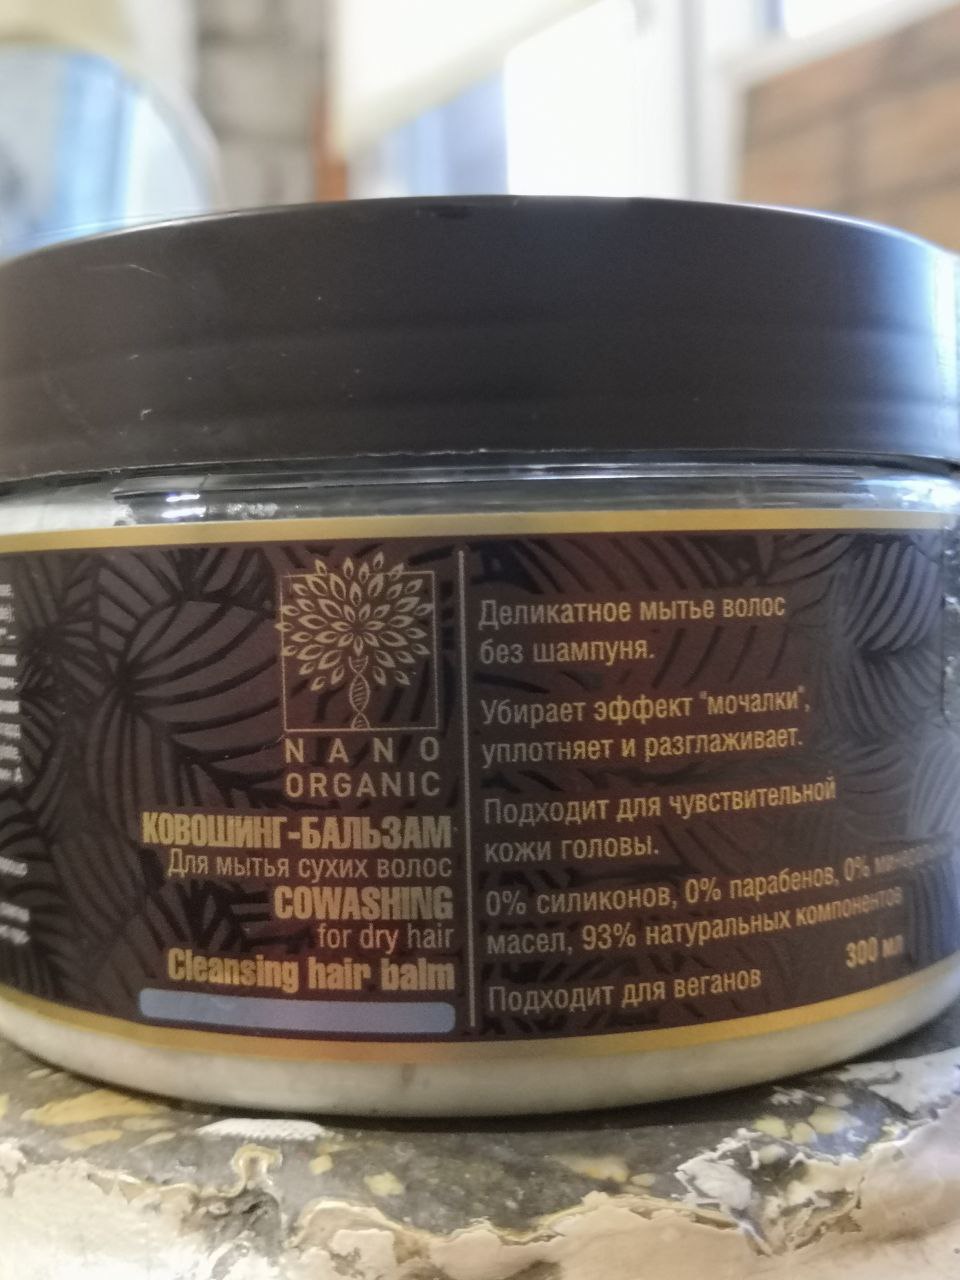 NANO
ORGANIC
КОВОШИНГ-БАЛЬЗАМ
Для мытья сухих волос
COWASHING
for dry hair
Cleansing hair balm
Деликатное мытье волос
без шампуня.
Убирает эффект "мочалки",
уплотняет и разглаживает.
Подходит для чувствительной
кожи головы.
0% силиконов, 0% парабенов, 0%
масел, 93% натуральных компонентов
300 мл
Подходит для веганов